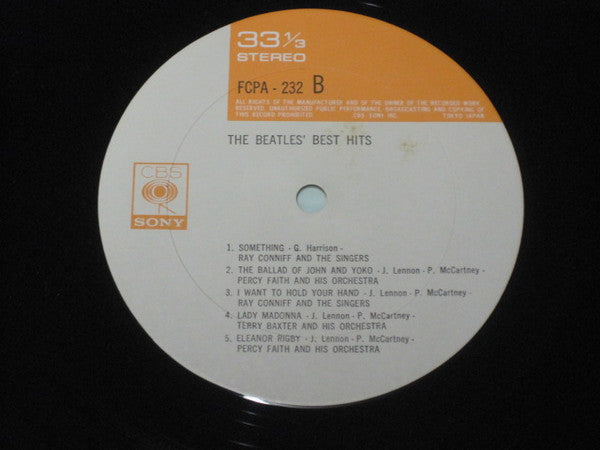 33 1/3
STEREO
FCPA - 232 B
ALL RIGHTS OF THE MANUFACTURER AND OF THE OWNER OF THE RECORDED WORK
RESERVED. UNAUTHORIZED PUBLIC PERFORMANCE, BROADCASTING AND COPYING OF
THIS RECORD PROHIBITED. CBS SONY INC. TOKYO JAPAN
THE BEATLES' BEST HITS
CBS
SONY
1. SOMETHING - G. Harrison -
RAY CONNIFF AND THE SINGERS
2. THE BALLAD OF JOHN AND YOKO - J. Lennon - P. McCartney -
PERCY FAITH AND HIS ORCHESTRA
3. I WANT TO HOLD YOUR HAND - J. Lennon - P. McCartney -
RAY CONNIFF AND THE SINGERS
4. LADY MADONNA - J. Lennon - P. McCartney -
TERRY BAXTER AND HIS ORCHESTRA
5. ELEANOR RIGBY - J. Lennon - P. McCartney -
PERCY FAITH AND HIS ORCHESTRA